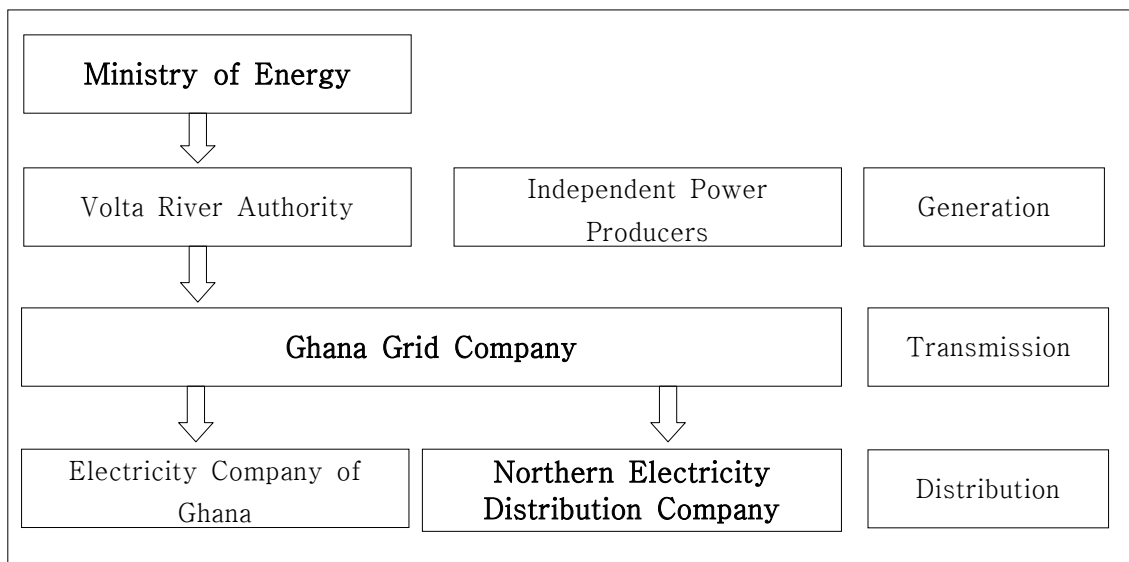 Ministry of Energy
Volta River Authority
Independent Power
Producers
Generation
Ghana Grid Company
Transmission
Electricity Company of
Ghana
Northern Electricity
Distribution Company
Distribution